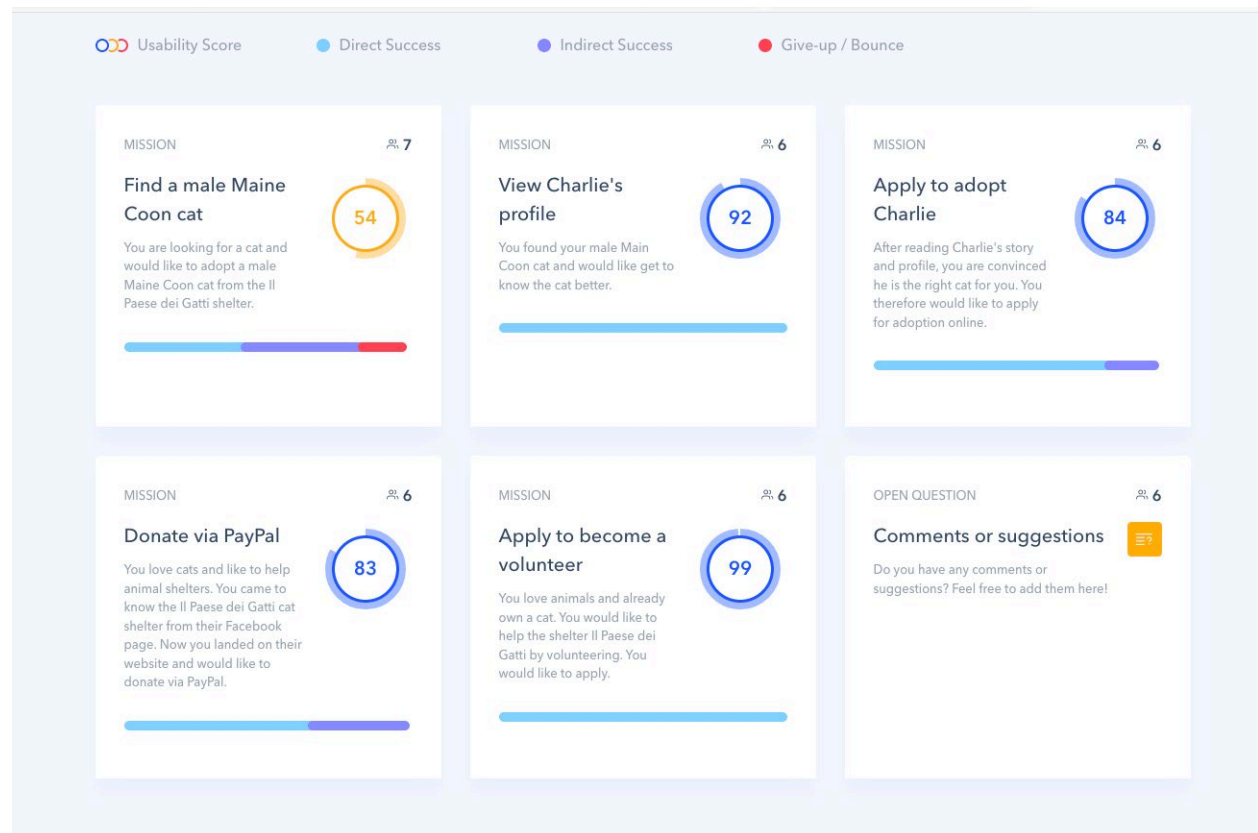 Usability Score
Direct Success
Indirect Success
Give-up / Bounce
MISSION
7
Find a male Maine
Coon cat
54
You are looking for a cat and
would like to adopt a male
Maine Coon cat from the Il
Paese dei Gatti shelter.
MISSION
6
View Charlie's
profile
92
You found your male Main
Coon cat and would like get to
know the cat better.
MISSION
6
Apply to adopt
Charlie
84
After reading Charlie's story
and profile, you are convinced
he is the right cat for you. You
therefore would like to apply
for adoption online.
MISSION
6
Donate via PayPal
83
You love cats and like to help
animal shelters. You came to
know the Il Paese dei Gatti cat
shelter from their Facebook
page. Now you landed on their
website and would like to
donate via PayPal.
MISSION
6
Apply to become a
volunteer
99
You love animals and already
own a cat. You would like to
help the shelter Il Paese dei
Gatti by volunteering. You
would like to apply.
OPEN QUESTION
6
Comments or suggestions
Do you have any comments or
suggestions? Feel free to add them here!